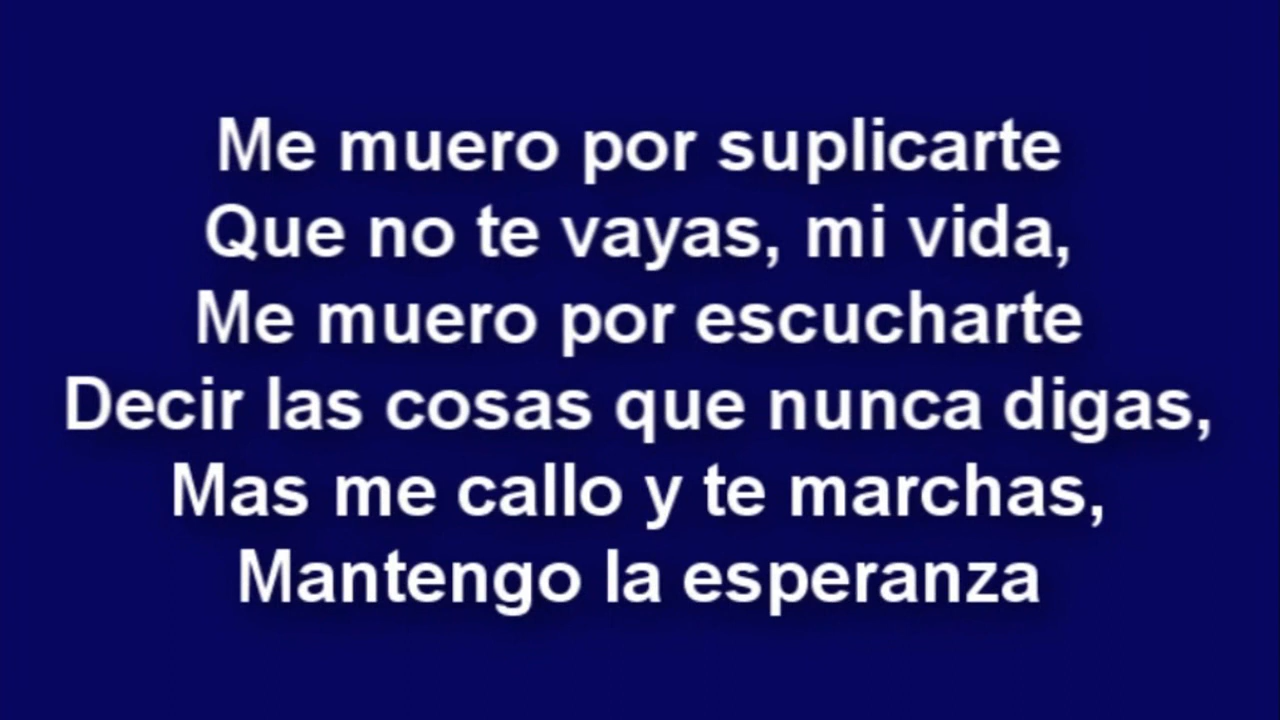 Me muero por suplicarte
Que no te vayas, mi vida,
Me muero por escucharte
Decir las cosas que nunca digas,
Mas me callo y te marchas,
Mantengo la esperanza